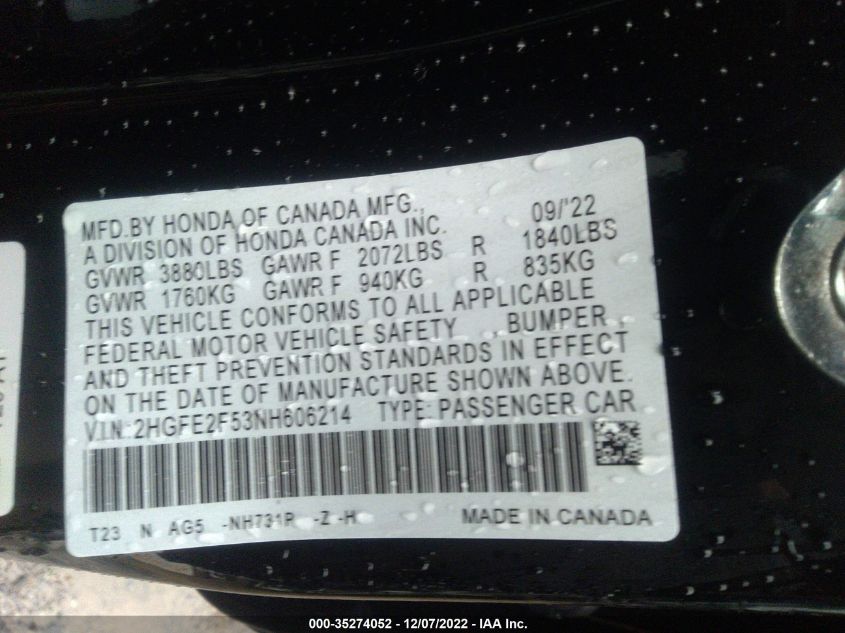 MFD.BY HONDA OF CANADA MFG.,
A DIVISION OF HONDA CANADA INC. 09/'22
GVWR 3880LBS GAWR F 2072LBS R 1840LBS
GVWR 1760KG GAWR F 940KG R 835KG
THIS VEHICLE CONFORMS TO ALL APPLICABLE
FEDERAL MOTOR VEHICLE SAFETY BUMPER
AND THEFT PREVENTION STANDARDS IN EFFECT
ON THE DATE OF MANUFACTURE SHOWN ABOVE.
VIN:2HGFE2F53NH606214 TYPE: PASSENGER CAR
T23 N AG5 -NH731P -Z -H MADE IN CANADA
000-35274052 - 12/07/2022 - IAA Inc.